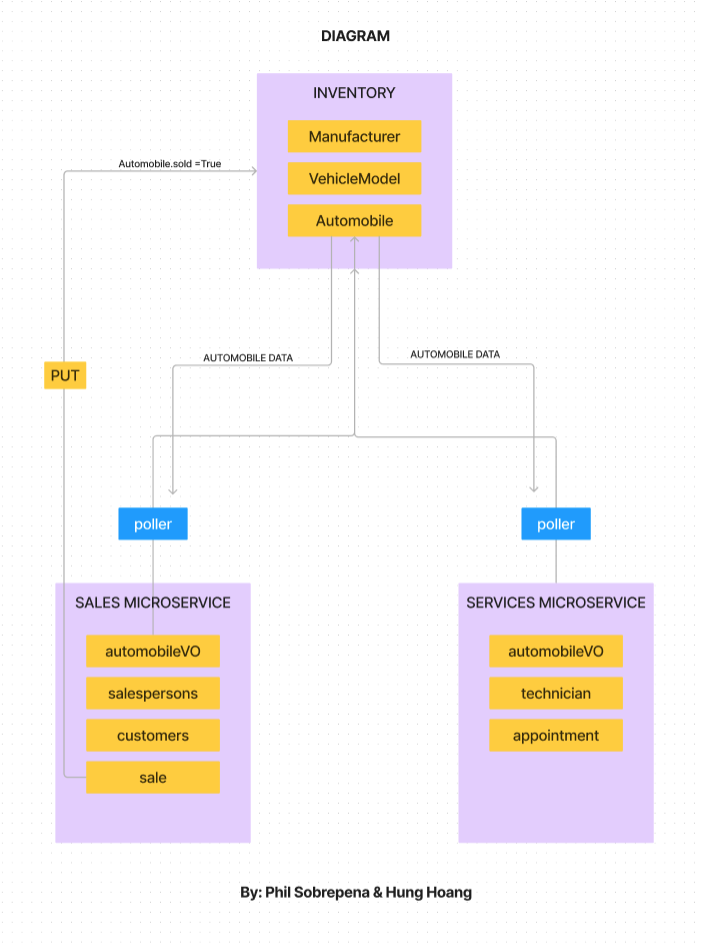 DIAGRAM
INVENTORY
Manufacturer
VehicleModel
Automobile
Automobile.sold =True
AUTOMOBILE DATA
AUTOMOBILE DATA
PUT
poller
poller
SALES MICROSERVICE
automobileVO
salespersons
customers
sale
SERVICES MICROSERVICE
automobileVO
technician
appointment
By: Phil Sobrepena & Hung Hoang